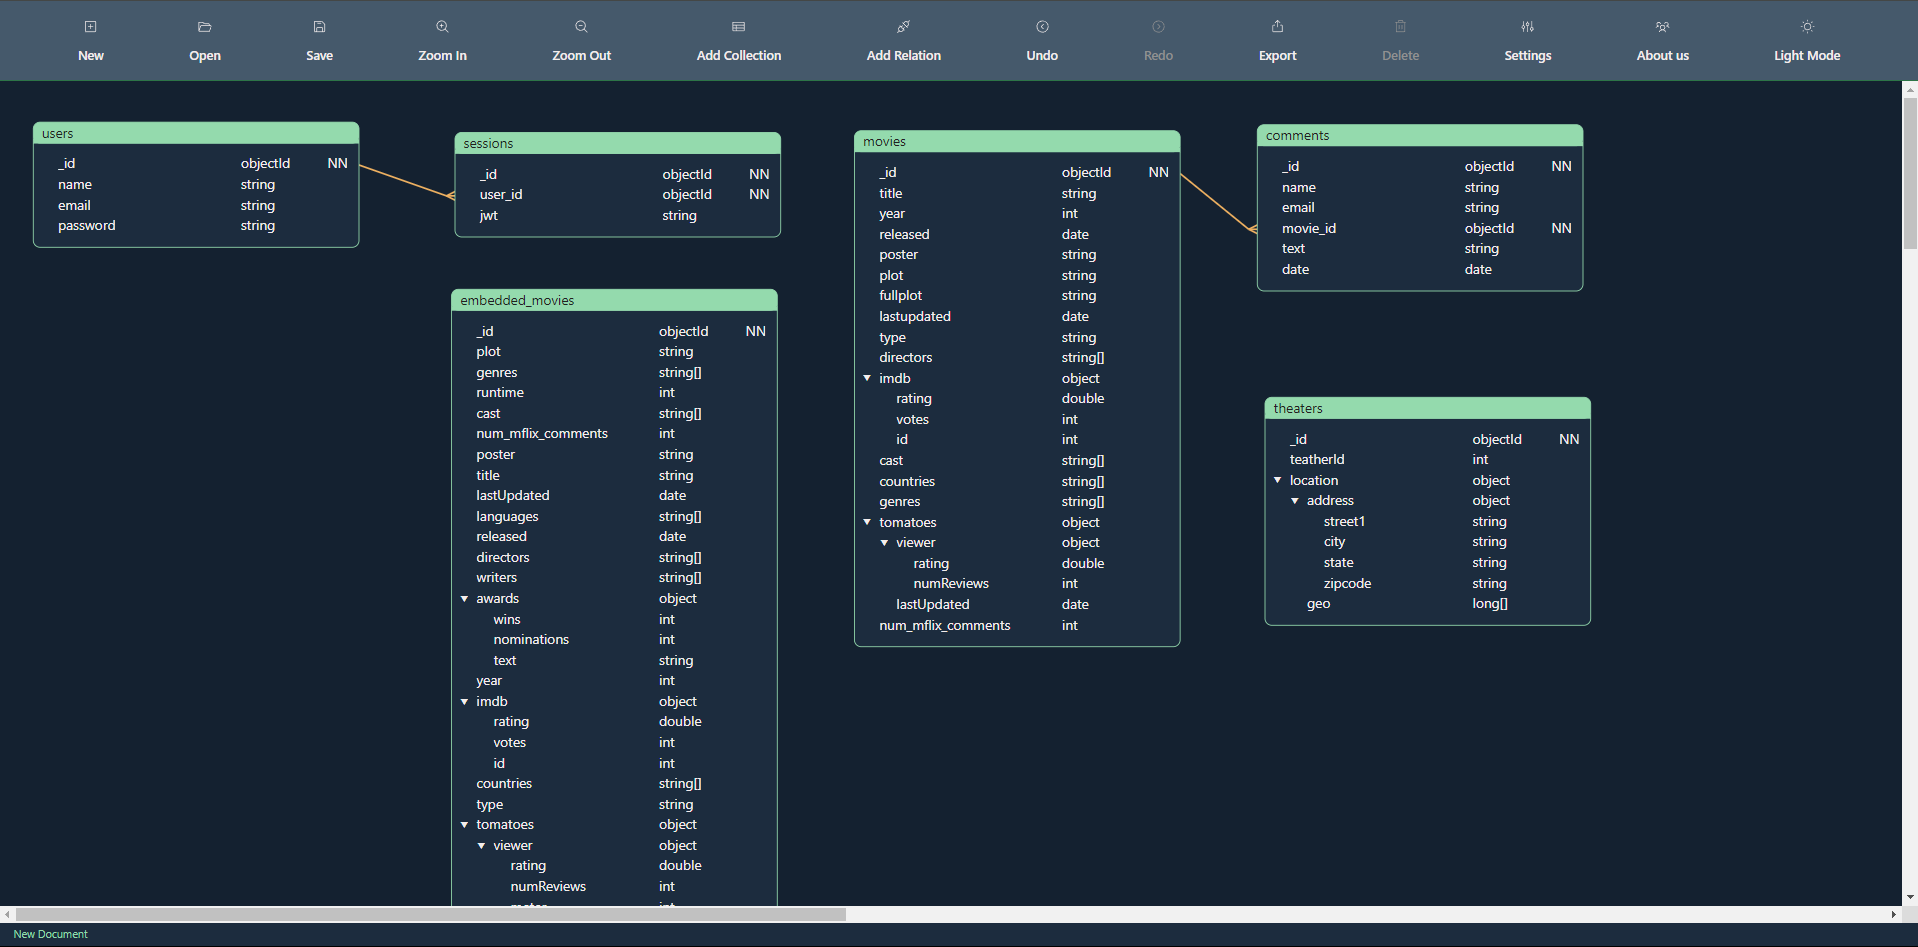 New Open Save Zoom In Zoom Out Add Collection Add Relation Undo Redo Export Delete Settings About us Light Mode
users
_id objectId NN
name string
email string
password string
sessions
_id objectId NN
user_id objectId NN
jwt string
embedded_movies
_id objectId NN
plot string
genres string[]
runtime int
cast string[]
num_mflix_comments int
poster string
title string
lastUpdated date
languages string[]
released date
directors string[]
writers string[]
awards object
wins int
nominations int
text string
year int
imdb object
rating double
votes int
id int
countries string[]
type string
tomatoes object
viewer object
rating double
numReviews int
movies
_id objectId NN
title string
year int
released date
poster string
plot string
fullplot string
lastupdated date
type string
directors string[]
imdb object
rating double
votes int
id int
cast string[]
countries string[]
genres string[]
tomatoes object
viewer object
rating double
numReviews int
lastUpdated date
num_mflix_comments int
comments
_id objectId NN
name string
email string
movie_id objectId NN
text string
date date
theaters
_id objectId NN
teatherId int
location object
address object
street1 string
city string
state string
zipcode string
geo long[]
New Document